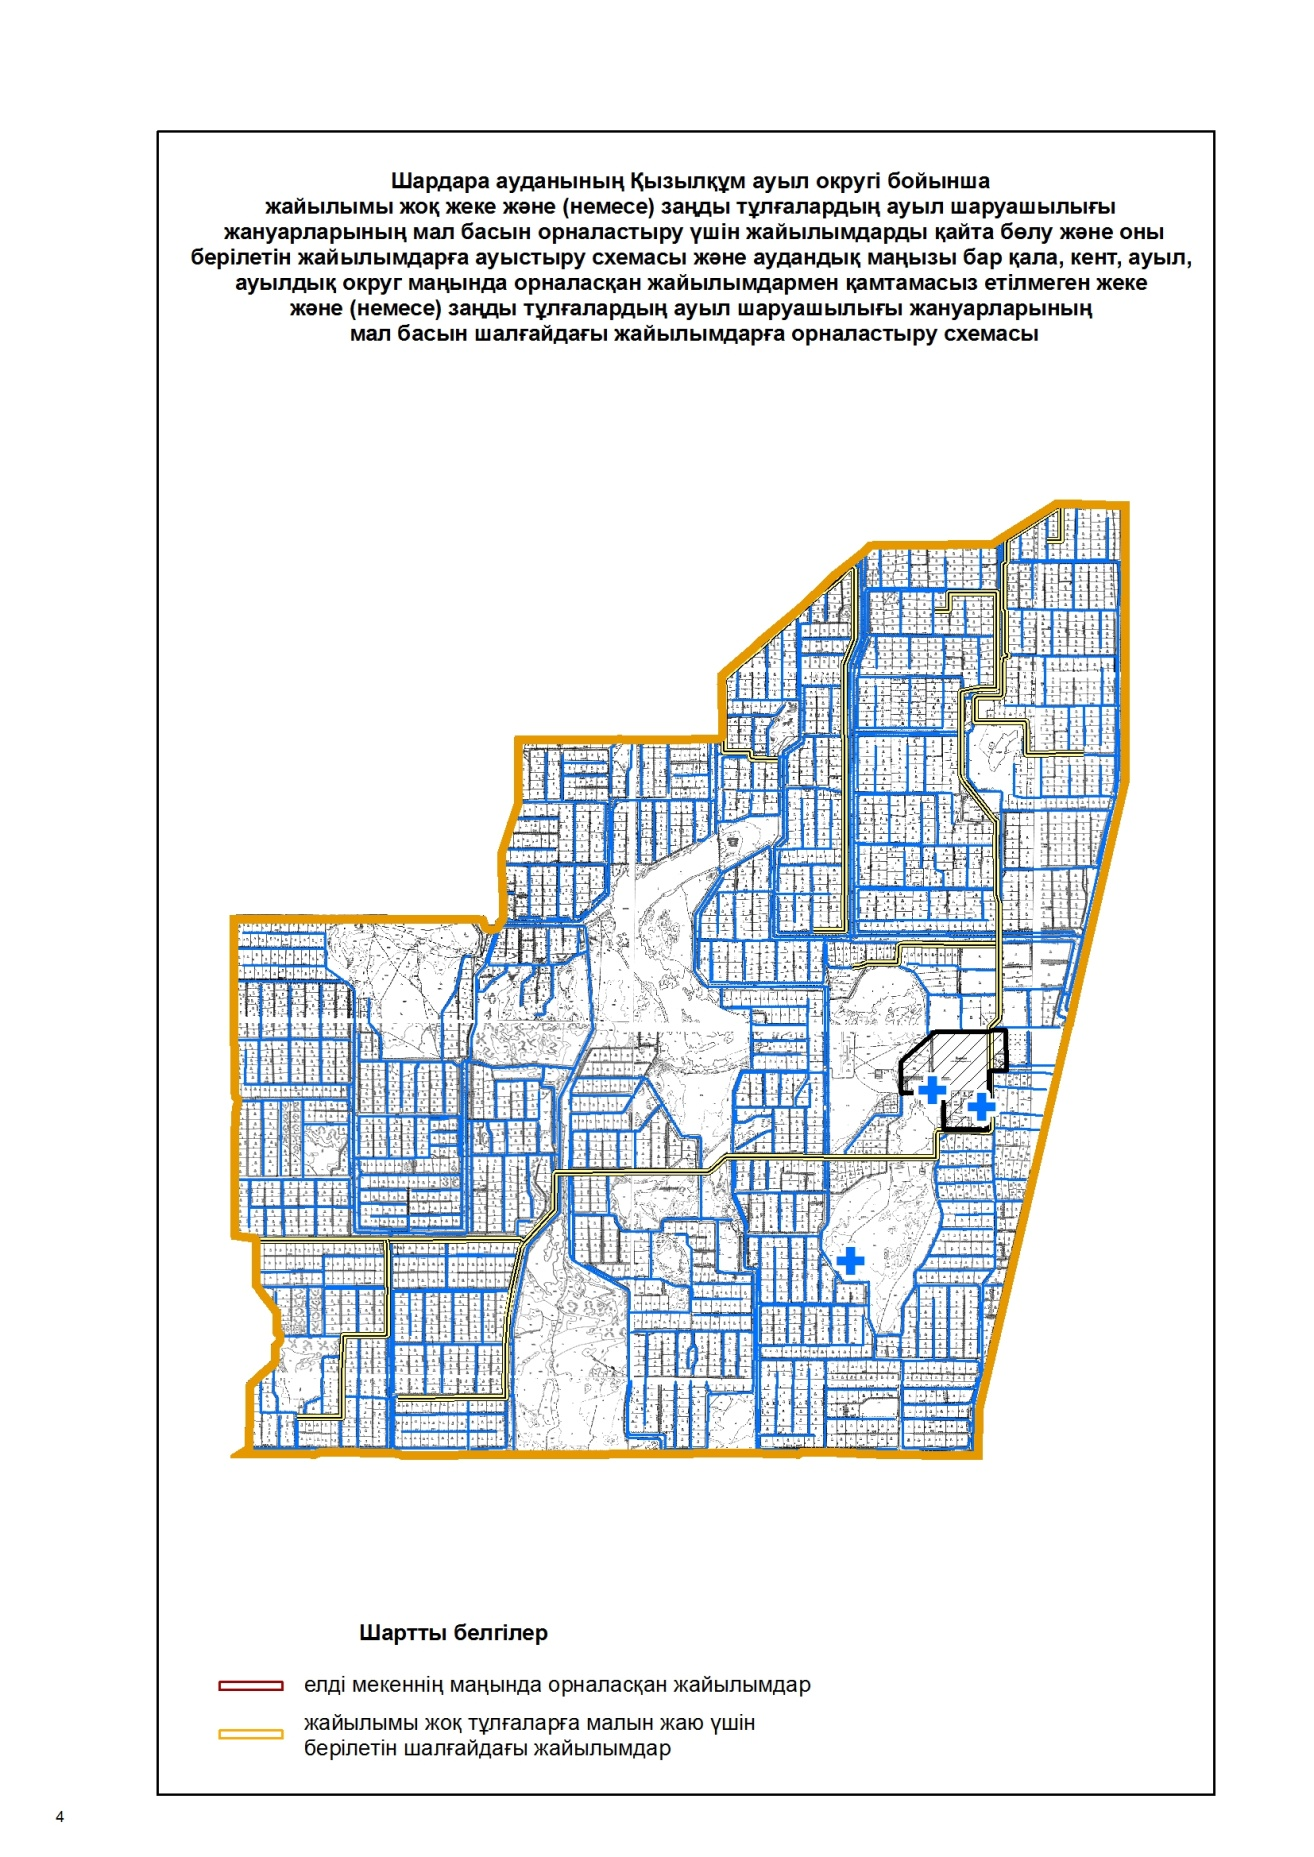 Шардара ауданының Қызылқұм ауыл округі бойынша
жайылымы жоқ жеке және (немесе) заңды тұлғалардың ауыл шаруашылығы
жануарларының мал басын орналастыру үшін жайылымдарды қайта бөлу және оны
берілетін жайылымдарға ауыстыру схемасы және аудандық маңызы бар қала, кент, ауыл,
ауылдық округ маңында орналасқан жайылымдармен қамтамасыз етілмеген жеке
және (немесе) заңды тұлғалардың ауыл шаруашылығы жануарларының
мал басын шалғайдағы жайылымдарға орналастыру схемасы
Шартты белгілер
елді мекеннің маңында орналасқан жайылымдар
жайылымы жоқ тұлғаларға малын жаю үшін
берілетін шалғайдағы жайылымдар
4